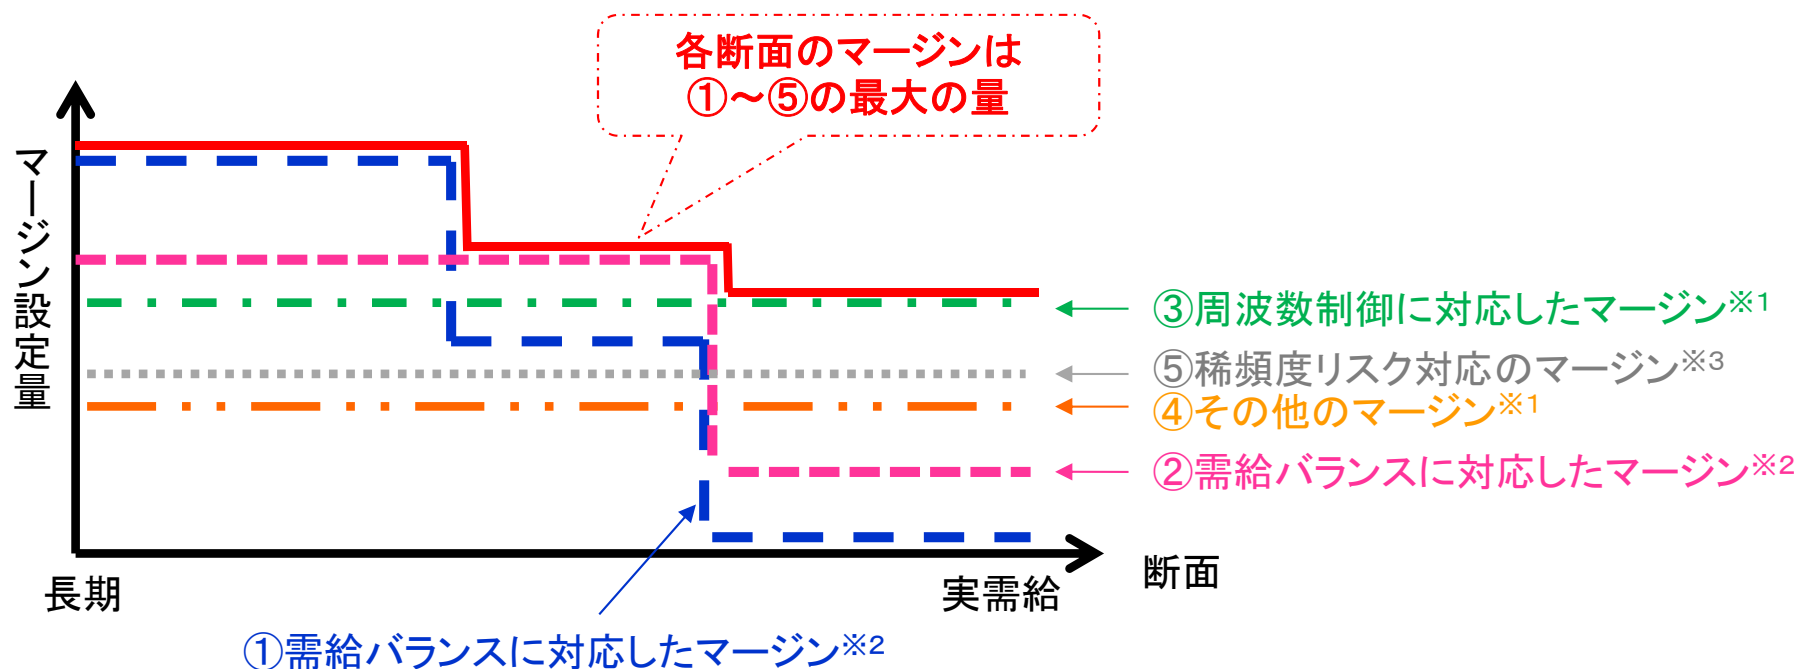 各断面のマージンは
①～⑤の最大の量
マージン設定量
③周波数制御に対応したマージン※1
⑤稀頻度リスク対応のマージン※3
④その他のマージン※1
②需給バランスに対応したマージン※2
断面
長期
実需給
①需給バランスに対応したマージン※2